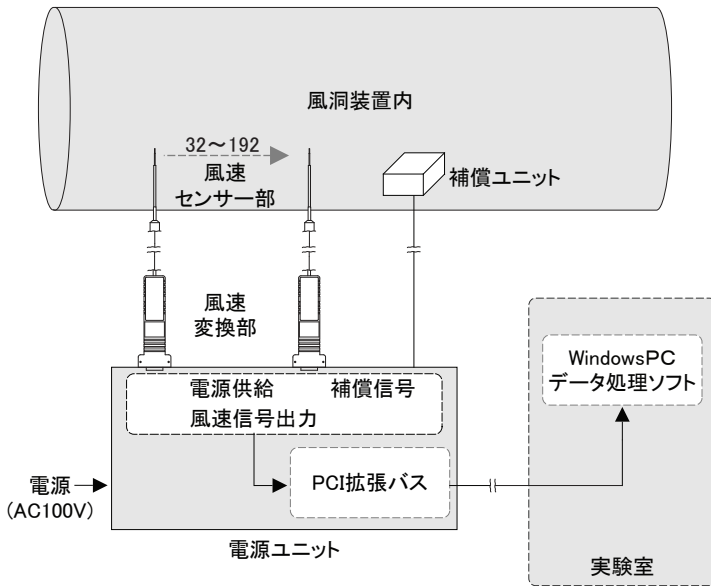 風洞装置内
32～192
風速
センサー部
補償ユニット
風速
変換部
WindowsPC
データ処理ソフト
電源供給 補償信号
風速信号出力
PCI拡張バス
電源
(AC100V)
電源ユニット
実験室